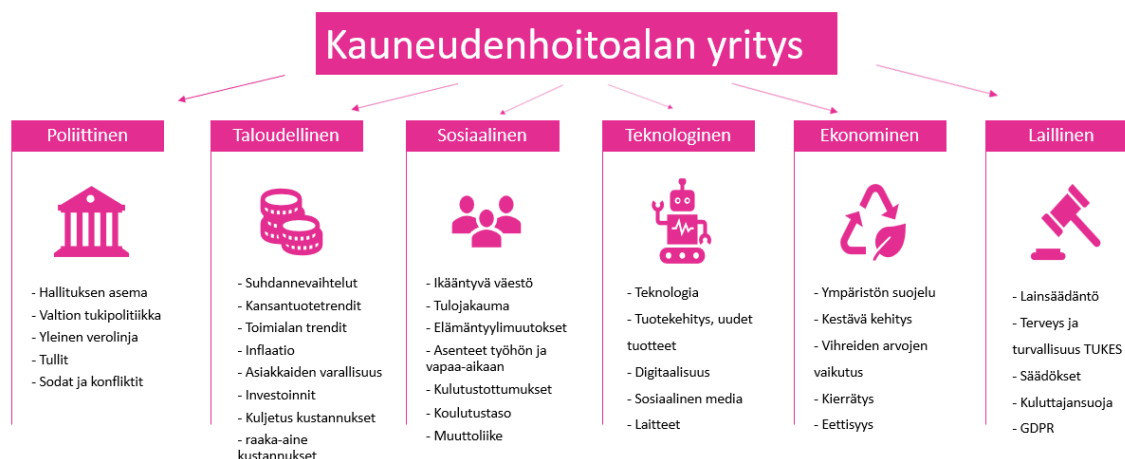 Kauneudenhoitoalan yritys
Poliittinen
- Hallituksen asema
- Valtion tukipolitiikka
- Yleinen verolinja
- Tullit
- Sodat ja konfliktit
Taloudellinen
- Suhdannevaihtelut
- Kansantuotetrendit
- Toimialan trendit
- Inflaatio
- Asiakkaiden varallisuus
- Investoinnit
- Kuljetus kustannukset
- raaka-aine
kustannukset
Sosiaalinen
- Ikääntyvä väestö
- Tulojakauma
- Elämäntyylimuutokset
- Asenteet työhön ja
vapaa-aikaan
- Kulutustottumukset
- Koulutustaso
- Muuttoliike
Teknologinen
- Teknologia
- Tuotekehitys, uudet
tuotteet
- Digitaalisuus
- Sosiaalinen media
- Laitteet
Ekonominen
- Ympäristön suojelu
- Kestävä kehitys
- Vihreiden arvojen
vaikutus
- Kierrätys
- Eettisyys
Laillinen
- Lainsäädäntö
- Terveys ja
turvallisuus TUKES
- Säädökset
- Kuluttajansuoja
- GDPR